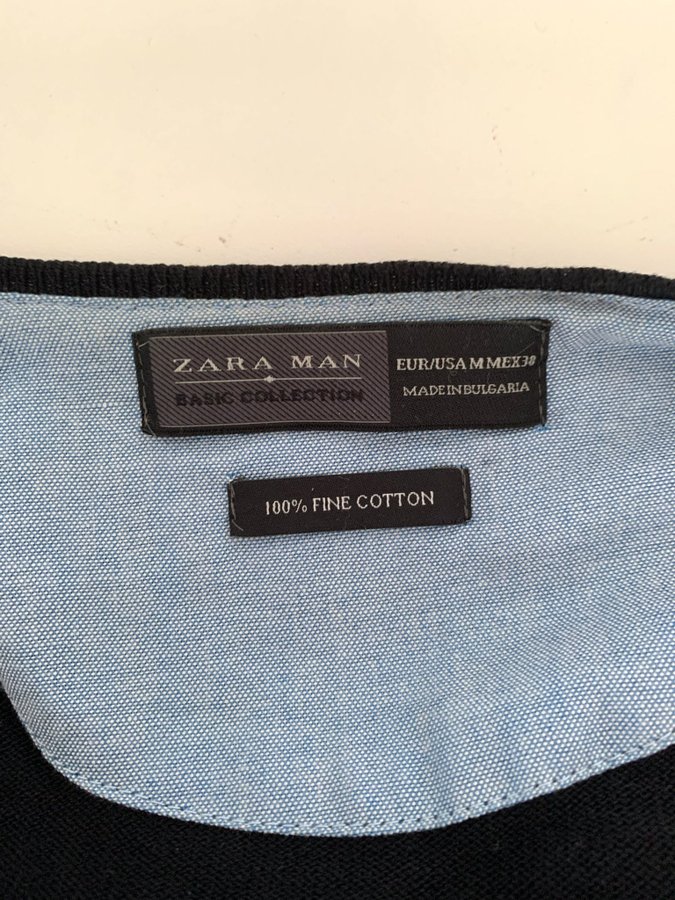 ZARA MAN
BASIC COLLECTION
EUR/USA M MEX38
MADE IN BULGARIA
100% FINE COTTON